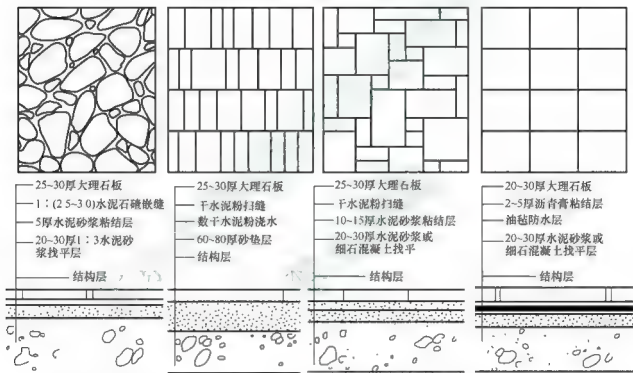 25~30厚大理石板
1：(2 5~3 0)水泥石碴嵌缝
5厚水泥砂浆粘结层
20~30厚1：3水泥砂
浆找平层
结构层
25~30厚大理石板
干水泥粉扫缝
散干水泥粉浇水
60~80厚砂垫层
结构层
25~30厚大理石板
干水泥粉扫缝
10~15厚水泥砂浆粘结层
20~30厚水泥砂浆或
细石混凝土找平
结构层
20~30厚大理石板
2~5厚沥青膏粘结层
油毡防水层
20~30厚水泥砂浆或
细石混凝土找平层
结构层